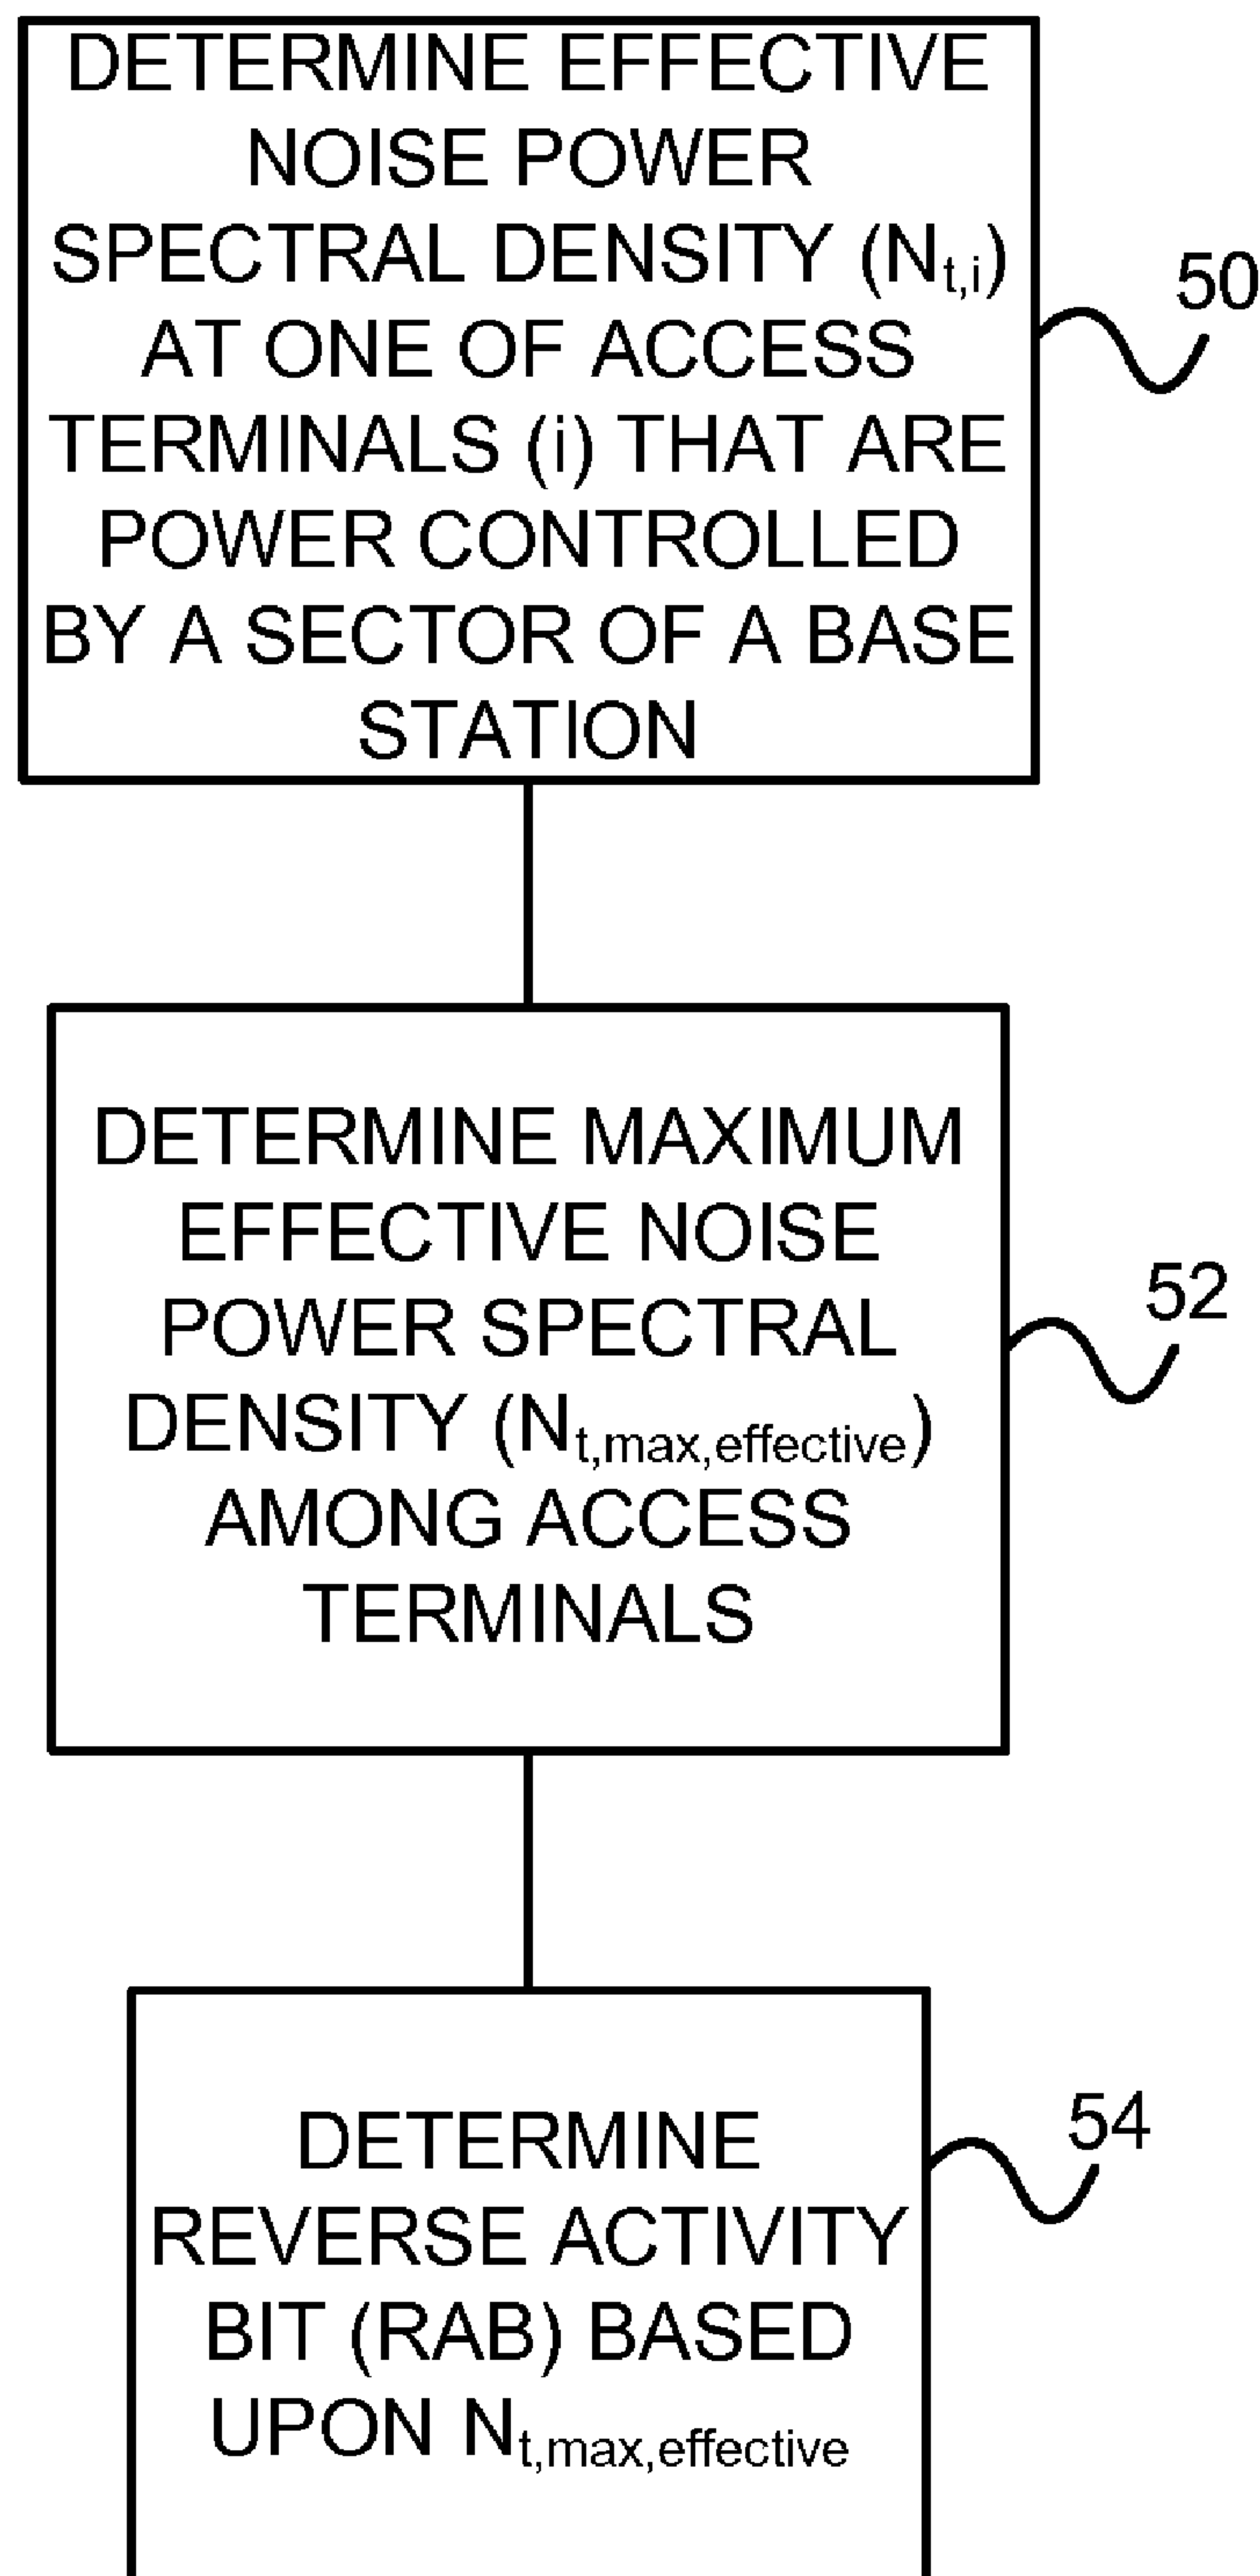 DETERMINE EFFECTIVE
NOISE POWER
SPECTRAL DENSITY (Nt,i)
AT ONE OF ACCESS
TERMINALS (i) THAT ARE
POWER CONTROLLED
BY A SECTOR OF A BASE
STATION
50
DETERMINE MAXIMUM
EFFECTIVE NOISE
POWER SPECTRAL
DENSITY (Nt,max,effective)
AMONG ACCESS
TERMINALS
52
DETERMINE
REVERSE ACTIVITY
BIT (RAB) BASED
UPON Nt,max,effective
54